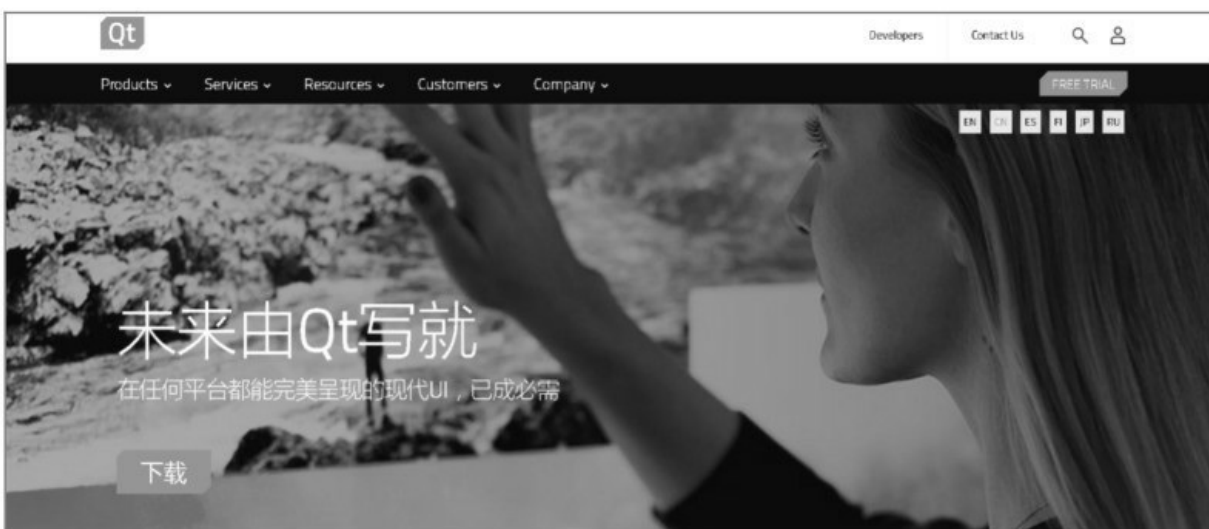 Qt
Developers Contact Us
Products Services Resources Customers Company FREE TRIAL
EN CN ES FI JP RU
未来由Qt写就
在任何平台都能完美呈现的现代UI，已成必需
下载